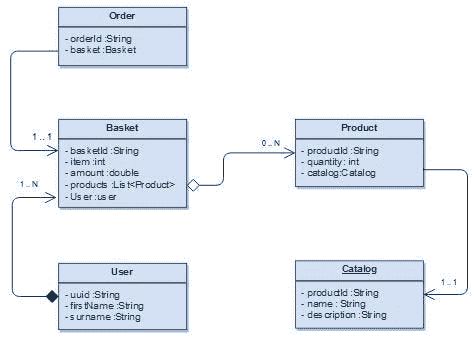 Order
- orderId :String
- basket :Basket
1 .. 1
Basket
- basketId :String
- item :int
- amount :double
- products :List<Product>
- User :user
0 .. N
Product
- productId :String
- quantity : int
- catalog:Catalog
1 .. N
User
- uuid :String
- firstName :String
- surname :String
Catalog
- productId :String
- name : String
- description :String
1 .. 1